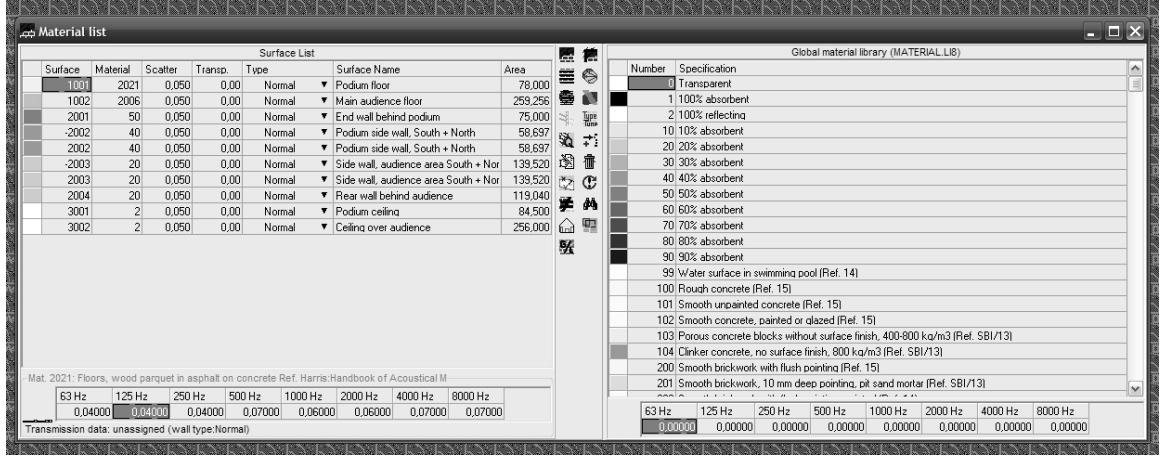 Material list
Surface List
Surface Material Scatter Transp. Type Surface Name Area
1001 2021 0,050 0,00 Normal Podium floor 78,000
1002 2006 0,050 0,00 Normal Main audience floor 259,256
2001 50 0,050 0,00 Normal End wall behind podium 75,000
-2002 40 0,050 0,00 Normal Podium side wall, South + North 58,697
2002 40 0,050 0,00 Normal Podium side wall, South + North 58,697
-2003 20 0,050 0,00 Normal Side wall, audience area South + Nor 139,520
2003 20 0,050 0,00 Normal Side wall, audience area South + Nor 139,520
2004 20 0,050 0,00 Normal Rear wall behind audience 119,040
3001 2 0,050 0,00 Normal Podium ceiling 84,500
3002 2 0,050 0,00 Normal Ceiling over audience 256,000
Mat. 2021: Floors, wood parquet in asphalt on concrete Ref. Harris:Handbook of Acoustical M
63 Hz 125 Hz 250 Hz 500 Hz 1000 Hz 2000 Hz 4000 Hz 8000 Hz
0,04000 0,04000 0,04000 0,07000 0,06000 0,06000 0,07000 0,07000
Transmission data: unassigned (wall type:Normal)
Global material library (MATERIAL.LI8)
Number Specification
0 Transparent
1 100% absorbent
2 100% reflecting
10 10% absorbent
20 20% absorbent
30 30% absorbent
40 40% absorbent
50 50% absorbent
60 60% absorbent
70 70% absorbent
80 80% absorbent
90 90% absorbent
99 Water surface in swimming pool (Ref. 14)
100 Rough concrete (Ref. 15)
101 Smooth unpainted concrete (Ref. 15)
102 Smooth concrete, painted or glazed (Ref. 15)
103 Porous concrete blocks without surface finish, 400-800 kg/m3 (Ref. SBI/13)
104 Clinker concrete, no surface finish, 800 kg/m3 (Ref. SBI/13)
200 Smooth brickwork with flush pointing (Ref. 15)
201 Smooth brickwork, 10 mm deep pointing, pit sand mortar (Ref. SBI/13)
63 Hz 125 Hz 250 Hz 500 Hz 1000 Hz 2000 Hz 4000 Hz 8000 Hz
0,00000 0,00000 0,00000 0,00000 0,00000 0,00000 0,00000 0,00000